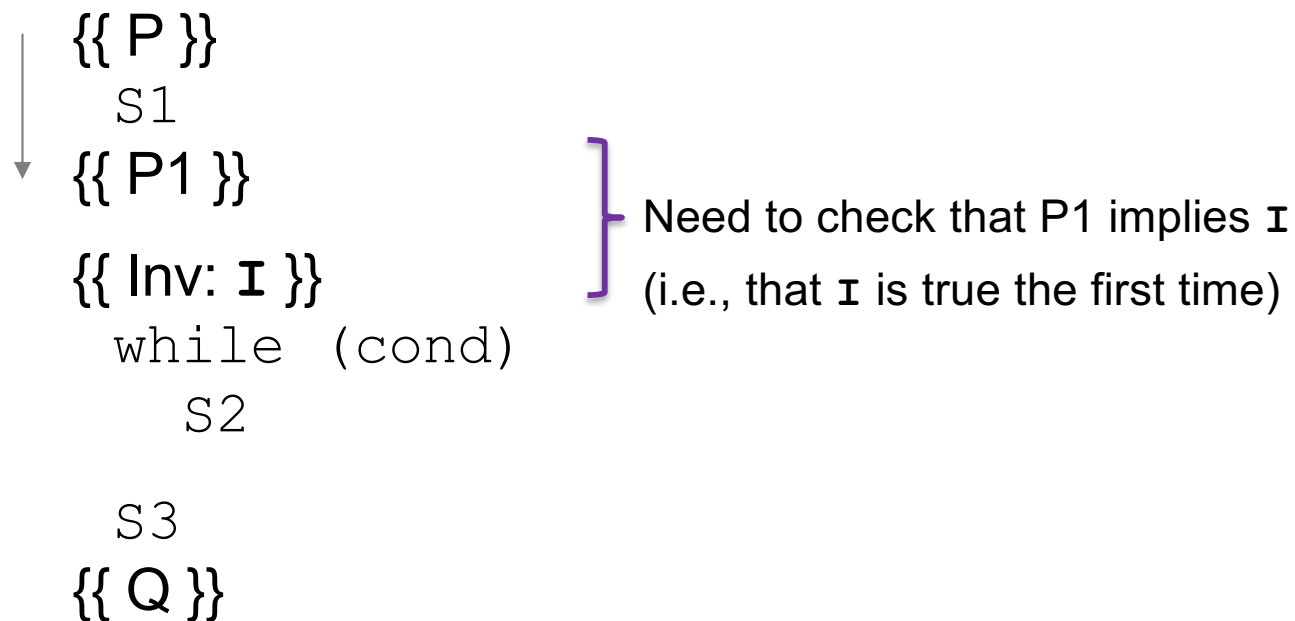 {{ P }}
S1
{{ P1 }}
Need to check that P1 implies I
{{ Inv: I }}
(i.e., that I is true the first time)
while (cond)
S2
S3
{{ Q }}